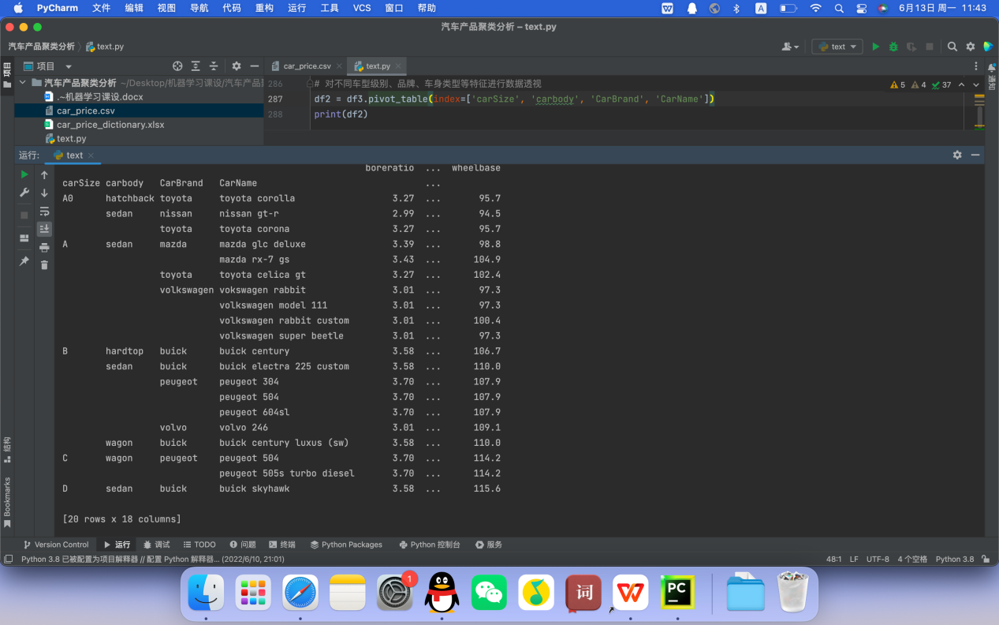 PyCharm 文件 编辑 视图 导航 代码 重构 运行 工具 VCS 窗口 帮助 A 6月13日 周一 11:43
汽车产品聚类分析 – text.py
汽车产品聚类分析 text.py text
项目 项目 car_price.csv text.py 通知
汽车产品聚类分析 ~/Desktop/机器学习课设/汽车产品
.~机器学习课设.docx
car_price.csv
car_price_dictionary.xlsx
text.py
286 # 对不同车型级别、品牌、车身类型等特征进行数据透视 5 4 37
287 df2 = df3.pivot_table(index=['carSize', 'carbody', 'CarBrand', 'CarName'])
288 print(df2)
运行: text
boreratio ... wheelbase
carSize carbody CarBrand CarName ...
A0 hatchback toyota toyota corolla 3.27 ... 95.7
sedan nissan nissan gt-r 2.99 ... 94.5
toyota toyota corona 3.27 ... 95.7
A sedan mazda mazda glc deluxe 3.39 ... 98.8
mazda rx-7 gs 3.43 ... 104.9
toyota toyota celica gt 3.27 ... 102.4
volkswagen vokswagen rabbit 3.01 ... 97.3
volkswagen model 111 3.01 ... 97.3
volkswagen rabbit custom 3.01 ... 100.4
volkswagen super beetle 3.01 ... 97.3
B hardtop buick buick century 3.58 ... 106.7
sedan buick buick electra 225 custom 3.58 ... 110.0
peugeot peugeot 304 3.70 ... 107.9
peugeot 504 3.70 ... 107.9
peugeot 604sl 3.70 ... 107.9
volvo volvo 246 3.01 ... 109.1
wagon buick buick century luxus (sw) 3.58 ... 110.0
C wagon peugeot peugeot 504 3.70 ... 114.2
peugeot 505s turbo diesel 3.70 ... 114.2
D sedan buick buick skyhawk 3.58 ... 115.6
[20 rows x 18 columns]
结构
Bookmarks
Version Control 运行 调试 TODO 问题 终端 Python Packages Python 控制台 服务
Python 3.8 已被配置为项目解释器 // 配置 Python 解释器... (2022/6/10, 21:01) 48:1 LF UTF-8 4 个空格 Python 3.8
1
词
PC